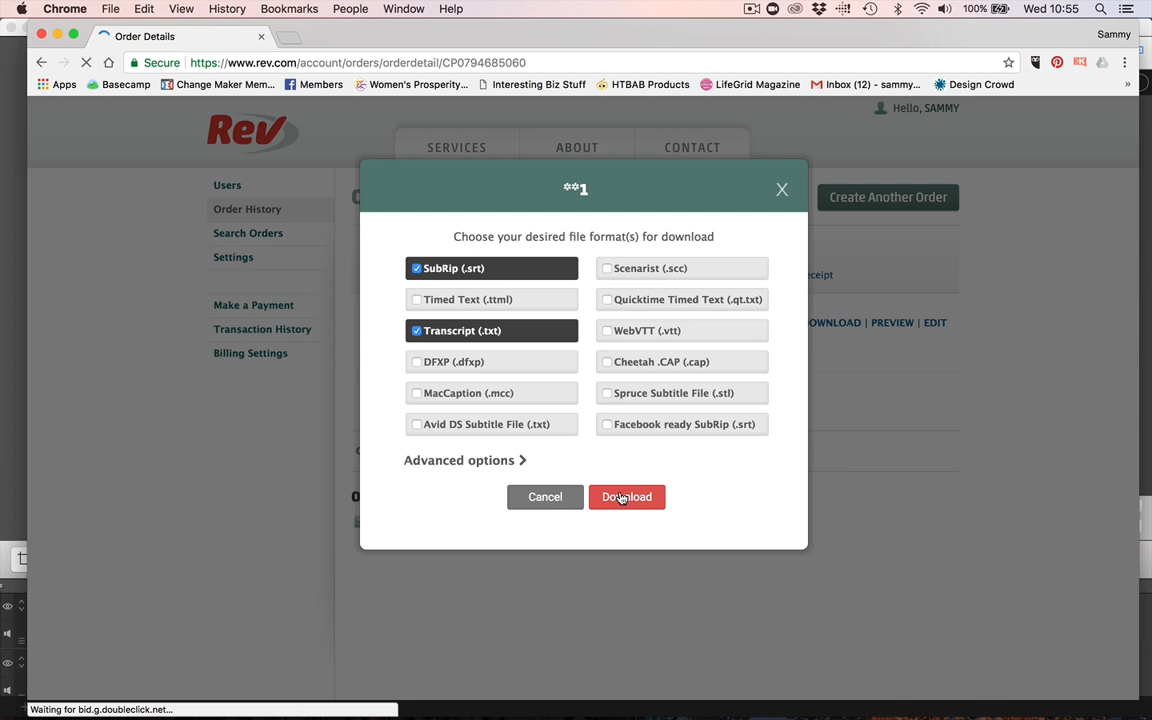 Chrome File Edit View History Bookmarks People Window Help 100% Wed 10:55
Order Details Sammy
Secure https://www.rev.com/account/orders/orderdetail/CP0794685060
Apps Basecamp Change Maker Mem... Members Women's Prosperity... Interesting Biz Stuff HTBAB Products LifeGrid Magazine Inbox (12) - sammy... Design Crowd »
Hello, SAMMY
Rev
SERVICES ABOUT CONTACT
**1 X
Create Another Order
Users
Order History
Search Orders
Settings
Make a Payment
Transaction History
Billing Settings
Choose your desired file format(s) for download
SubRip (.srt) Scenarist (.scc)
Timed Text (.ttml) Quicktime Timed Text (.qt.txt)
Transcript (.txt) WebVTT (.vtt)
DFXP (.dfxp) Cheetah .CAP (.cap)
MacCaption (.mcc) Spruce Subtitle File (.stl)
Avid DS Subtitle File (.txt) Facebook ready SubRip (.srt)
Advanced options
Cancel Download
eceipt
OWNLOAD | PREVIEW | EDIT
Waiting for bid.g.doubleclick.net...